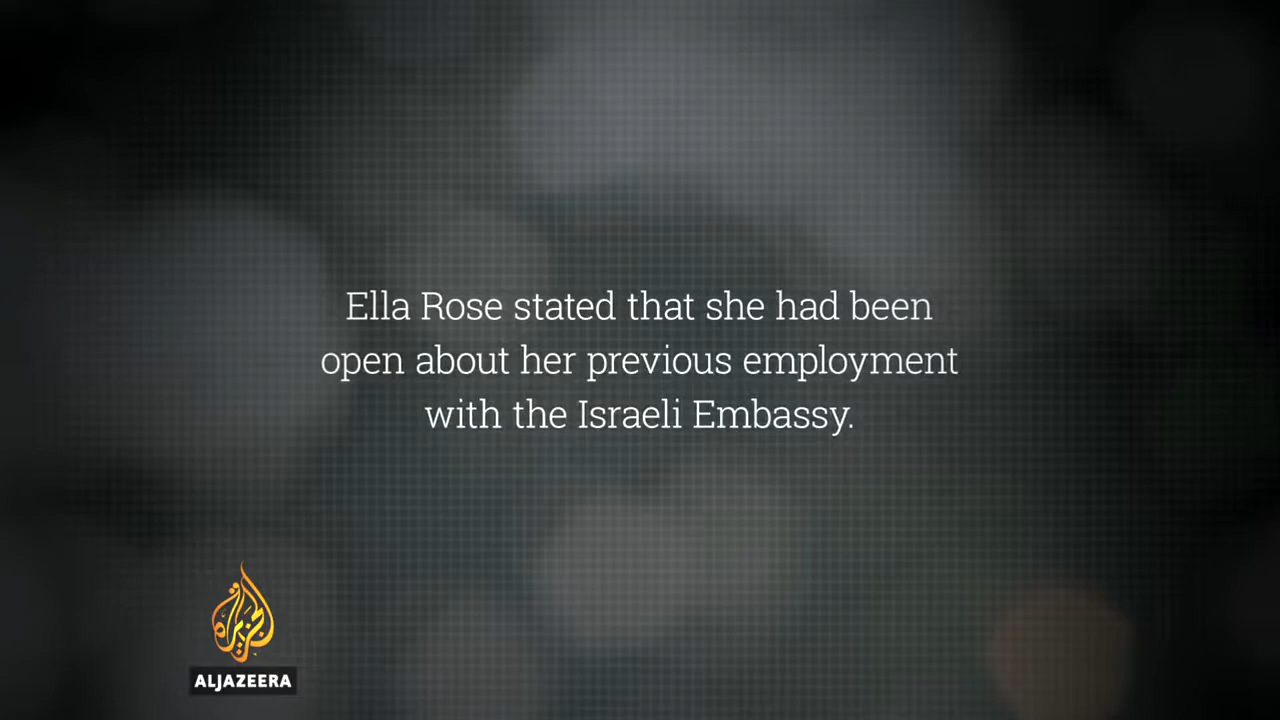 Ella Rose stated that she had been
open about her previous employment
with the Israeli Embassy.
الجزيرة
ALJAZEERA